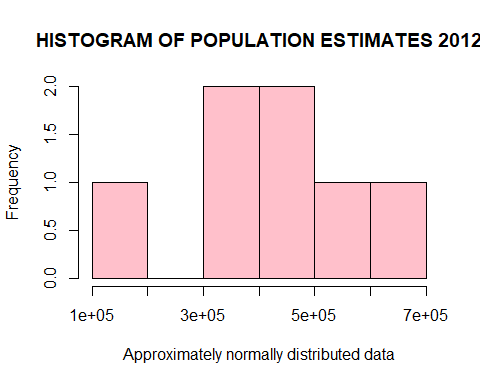 HISTOGRAM OF POPULATION ESTIMATES 2012
Frequency
2.0
1.5
1.0
0.5
0.0
1e+05 3e+05 5e+05 7e+05
Approximately normally distributed data